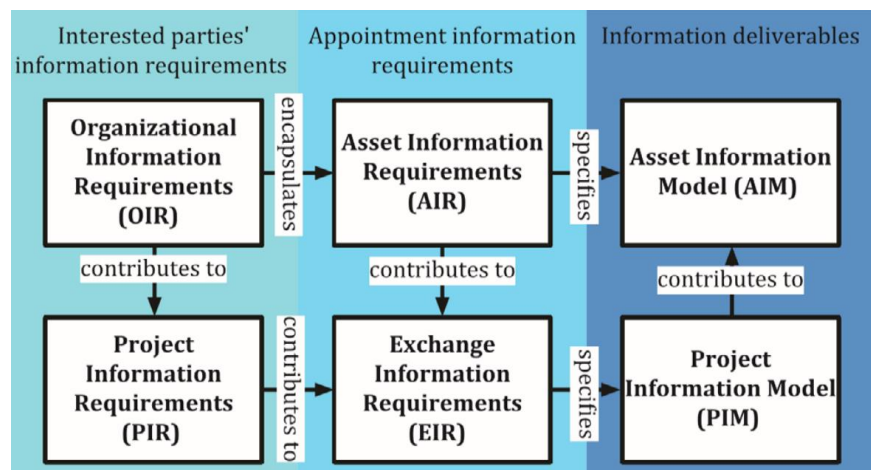 Interested parties'
information requirements
Appointment information
requirements
Information deliverables
Organizational
Information
Requirements
(OIR)
encapsulates
Asset Information
Requirements
(AIR)
specifies
Asset Information
Model (AIM)
contributes to
contributes to
contributes to
Project
Information
Requirements
(PIR)
contributes to
Exchange
Information
Requirements
(EIR)
specifies
Project
Information Model
(PIM)